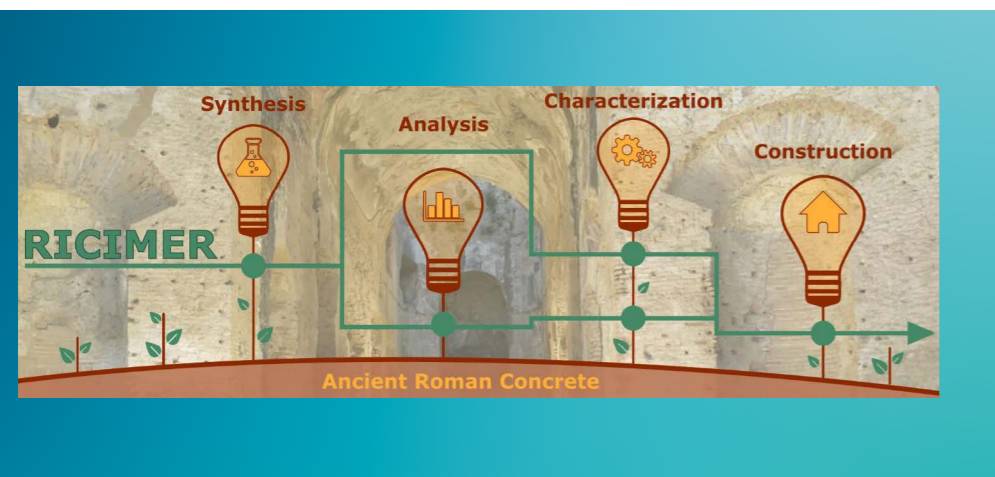 Synthesis
Analysis
Characterization
Construction
RICIMER
Ancient Roman Concrete